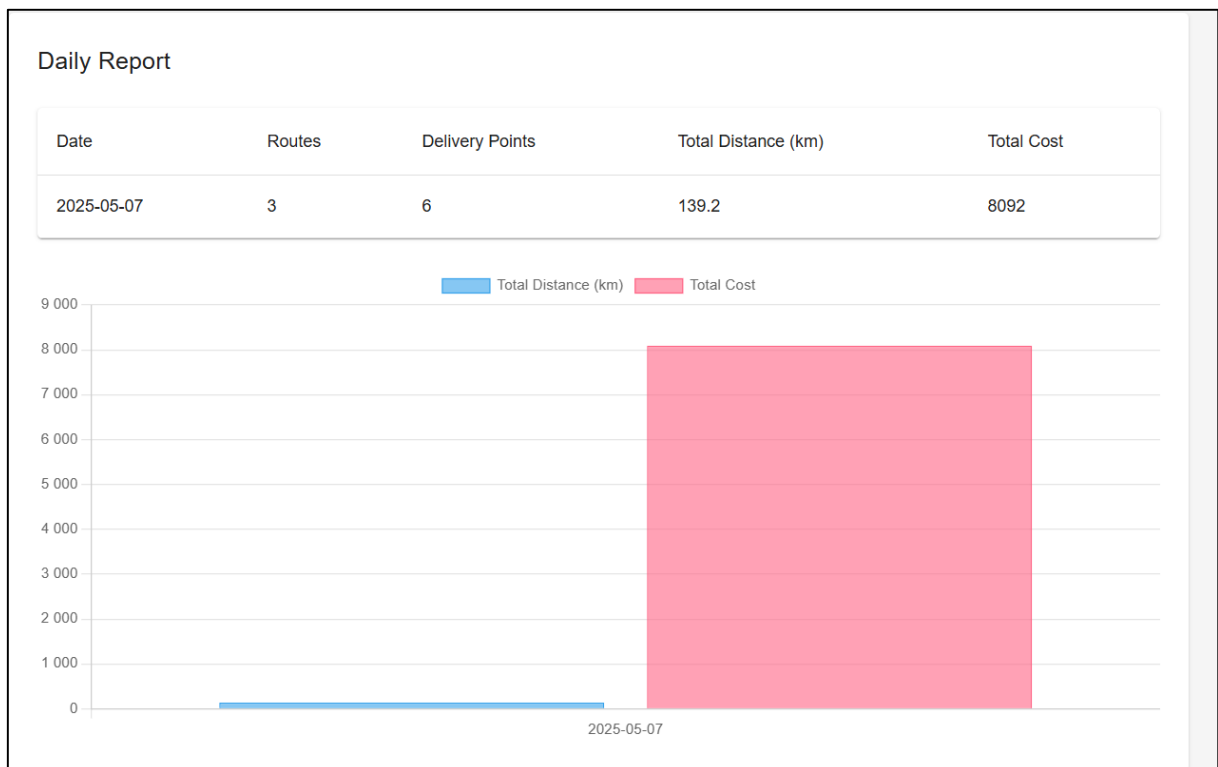 Daily Report
Date Routes Delivery Points Total Distance (km) Total Cost
2025-05-07 3 6 139.2 8092
Total Distance (km) Total Cost
9 000
8 000
7 000
6 000
5 000
4 000
3 000
2 000
1 000
0
2025-05-07